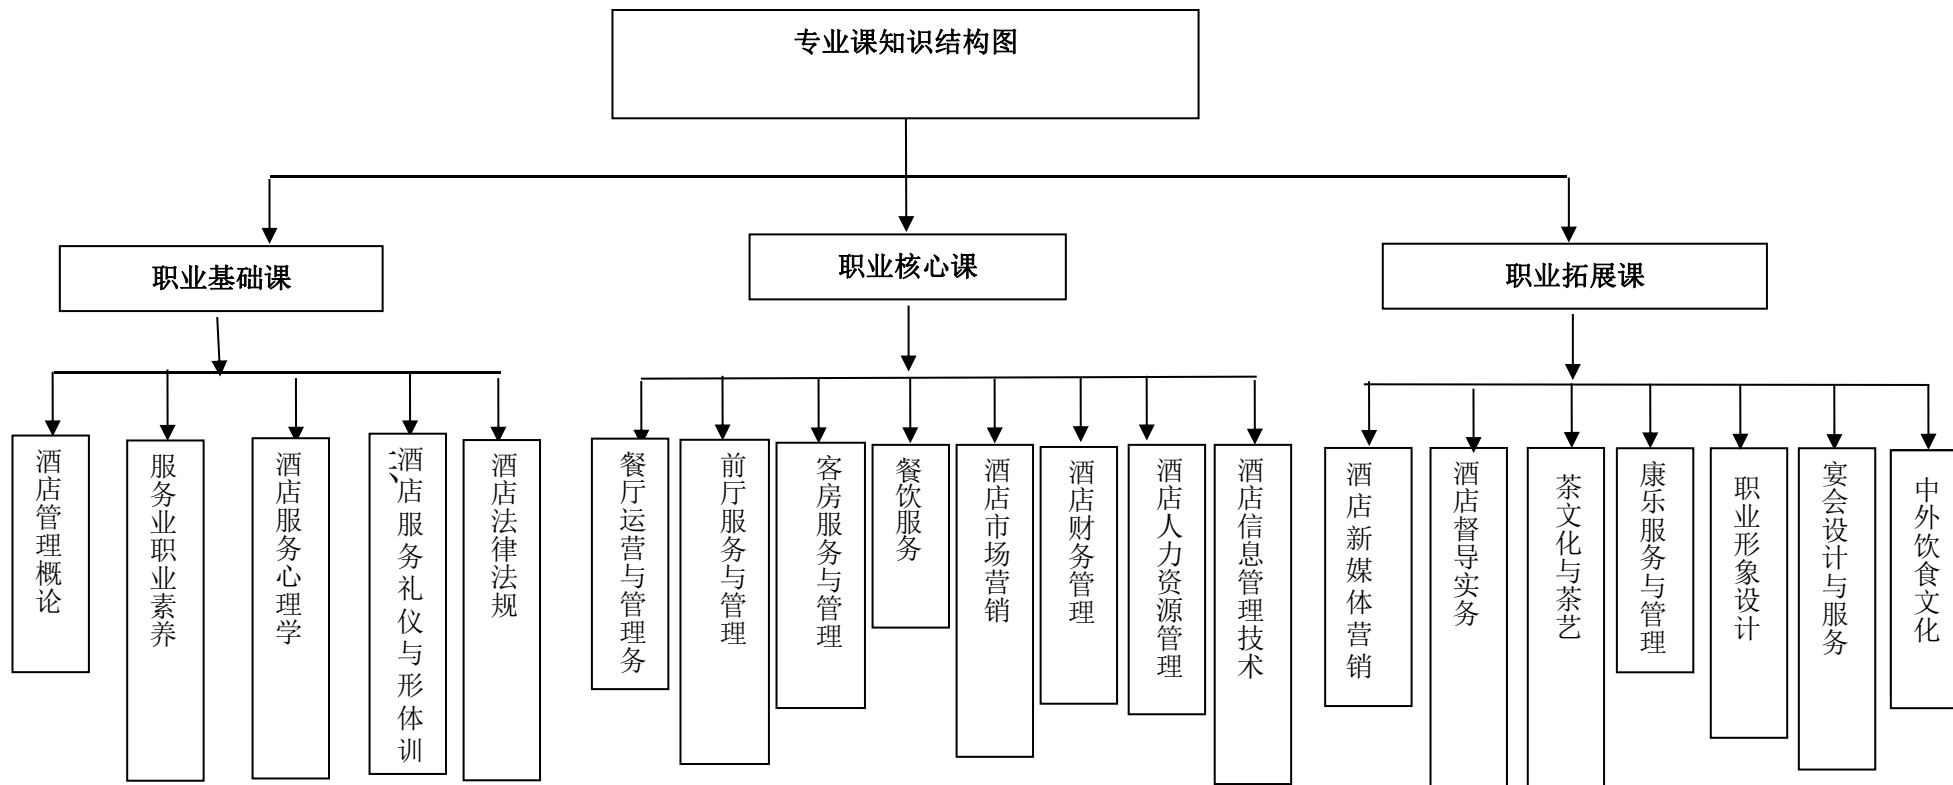 专业课知识结构图
职业基础课
职业核心课
职业拓展课
酒店管理概论
服务业职业素养
酒店服务心理学
酒店服务礼仪与形体训
酒店法律法规
餐厅运营与管理务
前厅服务与管理
客房服务与管理
餐饮服务
酒店市场营销
酒店财务管理
酒店人力资源管理
酒店信息管理技术
酒店新媒体营销
酒店督导实务
茶文化与茶艺
康乐服务与管理
职业形象设计
宴会设计与服务
中外饮食文化